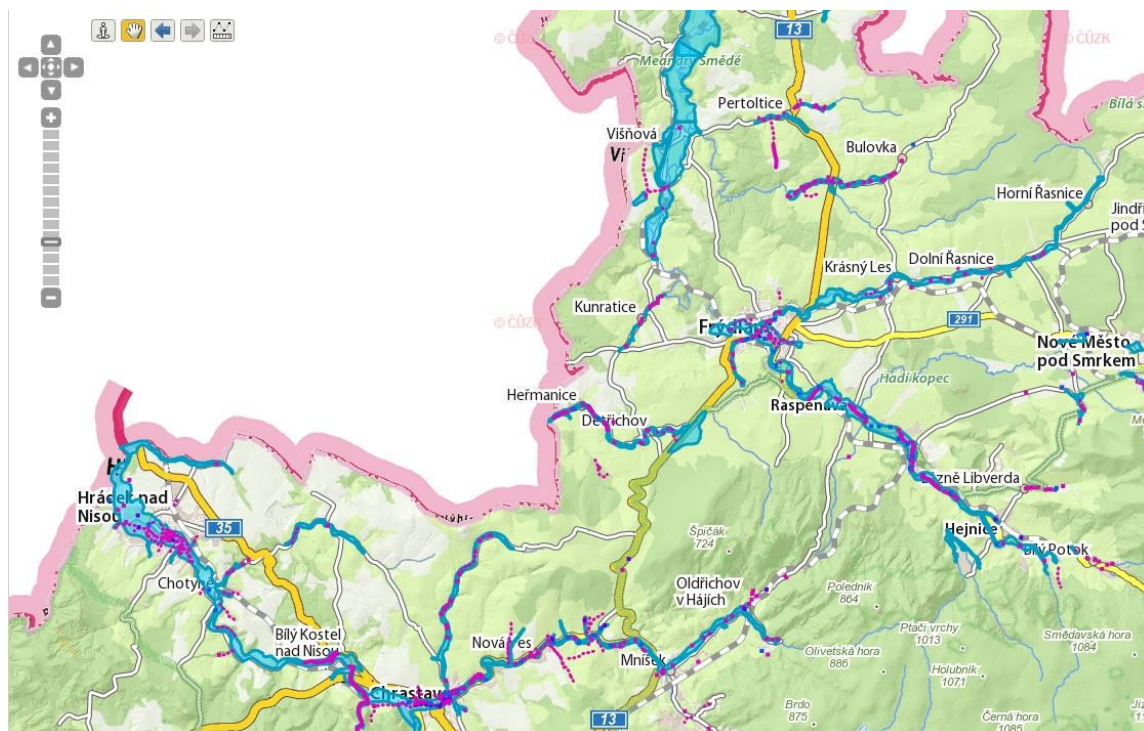 13
© ČÚZK
© ČÚZK
Meandry Smědé
Pertoltice
Bílá s
Višňová
Vi
Bulovka
Horní Řasnice
Jindři
pod S
Dolní Řasnice
Krásný Les
Kunratice
© ČÚZK
Frýdlant
291
Nové Město
pod Smrkem
Hadí kopec
Heřmanice
Raspenava
Dětřichov
Hrádek nad
Nisou
35
Lázně Libverda
Hejnice
Bílý Potok
Špičák
724
Chotyně
Oldřichov
v Hájích
Poledník
864
Ptačí vrchy
1013
Smědavská hora
1084
Bílý Kostel
nad Nisou
Nová Ves
Mníšek
Olivetská hora
886
Holubník
1071
Chrastava
13
Brdo
875
Černá hora
1085